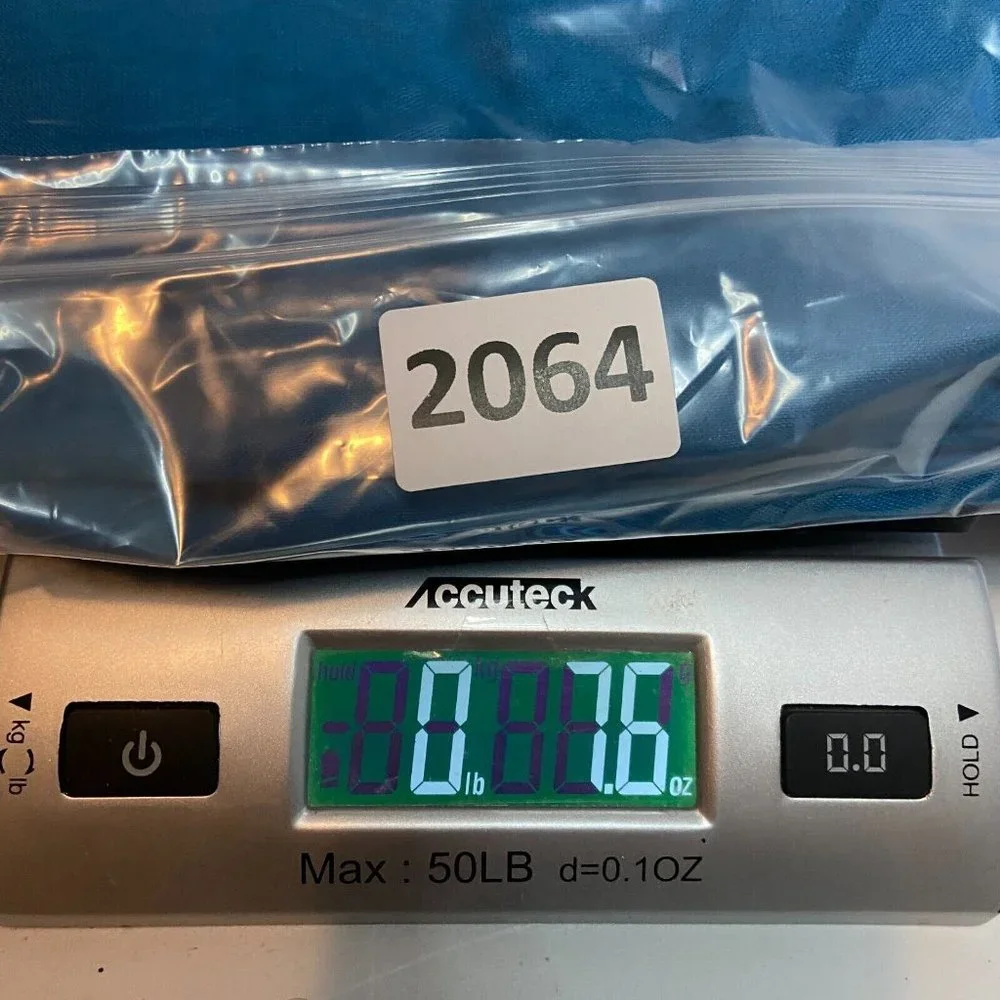 2064
Accuteck
0 lb 7.6 oz
kg lb
0.0
HOLD
Max : 50LB d=0.1OZ